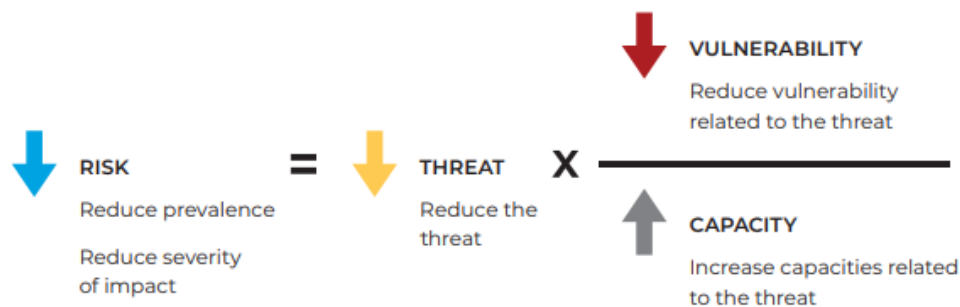 RISK
Reduce prevalence
Reduce severity
of impact
=
THREAT
Reduce the
threat
X
VULNERABILITY
Reduce vulnerability
related to the threat
CAPACITY
Increase capacities related
to the threat